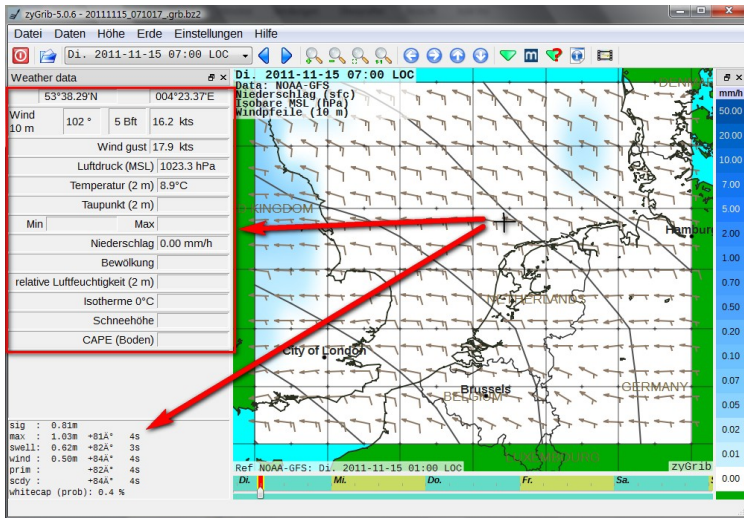 zyGrib-5.0.6 - 20111115_071017_.grb.bz2
Datei Daten Höhe Erde Einstellungen Hilfe
Di. 2011-11-15 07:00 LOC
Weather data
53°38.29'N 004°23.37'E
Wind 10 m 102 ° 5 Bft 16.2 kts
Wind gust 17.9 kts
Luftdruck (MSL) 1023.3 hPa
Temperatur (2 m) 8.9°C
Taupunkt (2 m)
Min Max
Niederschlag 0.00 mm/h
Bewölkung
relative Luftfeuchtigkeit (2 m)
Isotherme 0°C
Schneehöhe
CAPE (Boden)
sig : 0.81m
max : 1.03m +81Â° 4s
swell: 0.62m +82Â° 3s
wind : 0.50m +84Â° 4s
prim : +82Â° 4s
scdy : +84Â° 4s
whitecap (prob): 0.4 %
Di. 2011-11-15 07:00 LOC
Data: NOAA-GFS
Niederschlag (sfc)
Isobare MSL (hPa)
Windpfeile (10 m)
KINGDOM
City of London
NETHERLANDS
Brussels
BELGIUM
GERMANY
Hamburg
Ref NOAA-GFS: Di. 2011-11-15 01:00 LOC
zyGrib
Di. Mi. Do. Fr. Sa.
mm/h
50.00
20.00
10.00
7.00
5.00
2.00
1.00
0.70
0.50
0.20
0.10
0.07
0.05
0.02
0.01
0.00